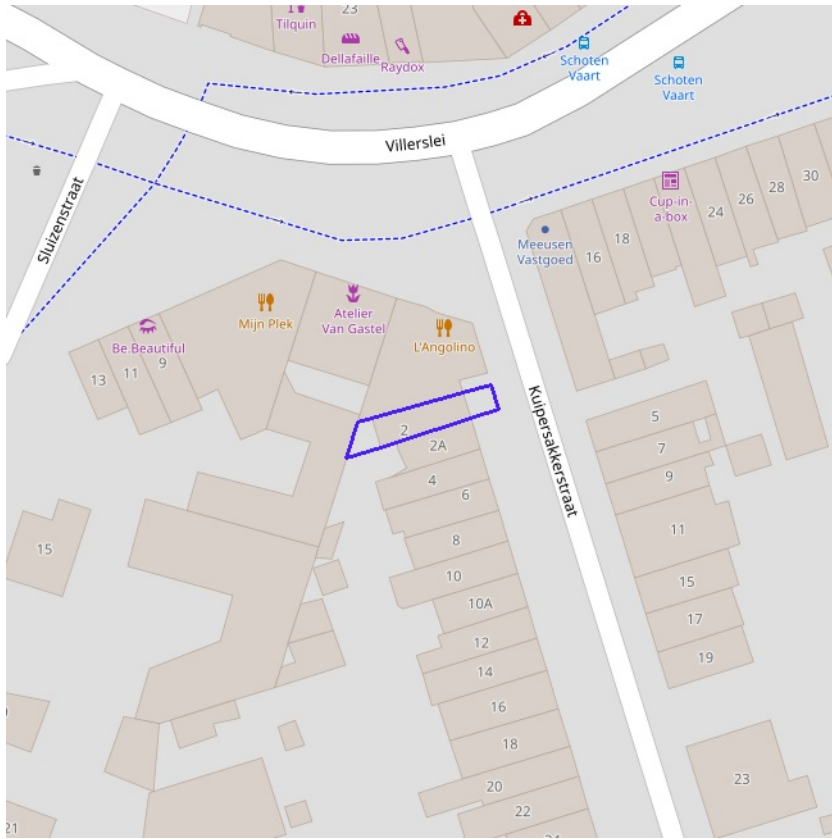 Tilquin
23
Dellafaille
Raydox
Schoten
Vaart
Schoten
Vaart
Villerslei
Sluizenstraat
Cup-in-
a-box
30
28
26
24
18
16
Meeusen
Vastgoed
Mijn Plek
Atelier
Van Gastel
L'Angolino
Be.Beautiful
9
11
13
Kuipersakkerstraat
2
2A
4
6
8
10
10A
12
14
16
18
20
22
24
5
7
9
11
15
17
19
23
15
21